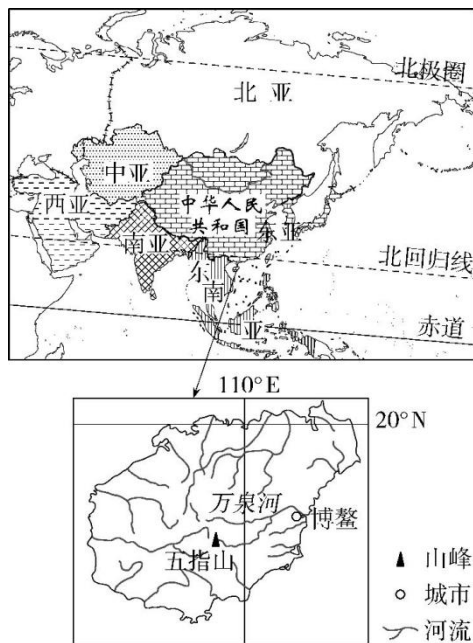 北极圈
北 亚
中亚
西亚
中华人民
共和国
东亚
南亚
北回归线
东
南
亚
赤道
110°E
20°N
万泉河
博鳌
五指山
山峰
城市
河流